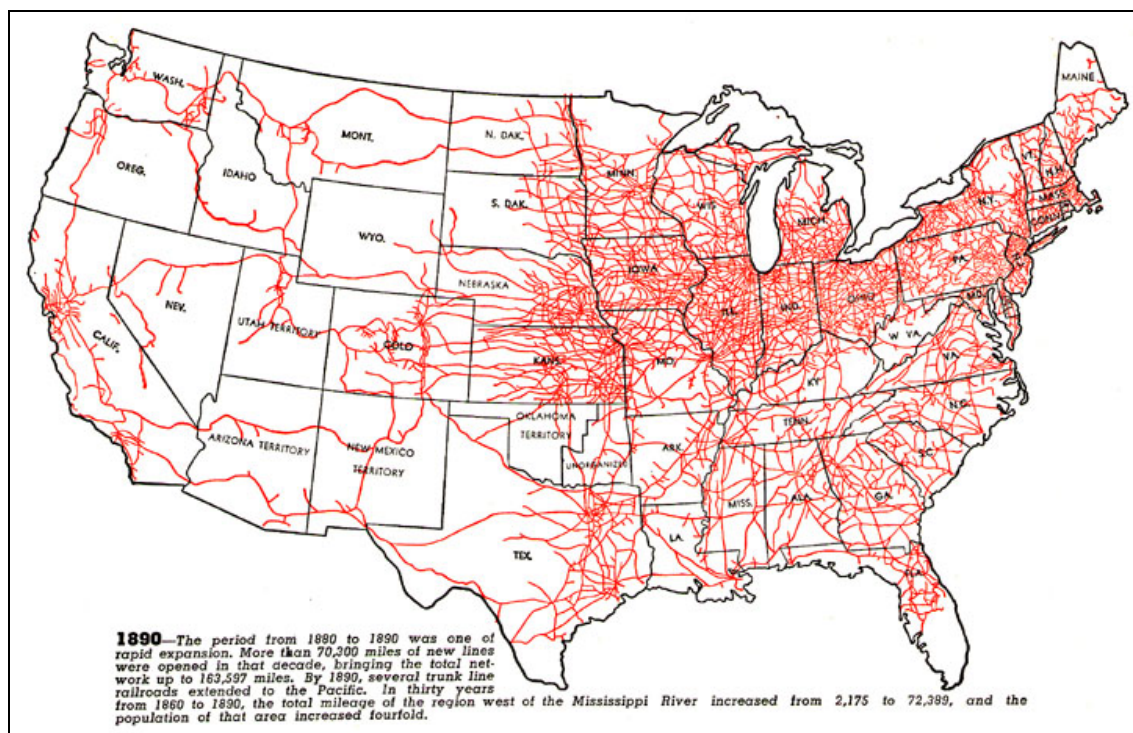 WASH.
MAINE
MONT.
N. DAK.
OREG.
IDAHO
MINN.
VT.
N.H.
S. DAK.
WIS.
MICH.
N.Y.
MASS.
CONN.
WYO.
IOWA
PA.
NEBRASKA
NEV.
UTAH TERRITORY
COLO.
ILL.
IND.
OHIO
MD.
W VA.
CALIF.
KANS.
MO.
KY.
VA.
N.C.
TENN.
OKLAHOMA
TERRITORY
ARIZONA TERRITORY
NEW MEXICO
TERRITORY
UNORGANIZED
ARK.
S.C.
MISS.
ALA.
GA.
TEX.
LA.
FLA.
1890—The period from 1880 to 1890 was one of
rapid expansion. More than 70,300 miles of new lines
were opened in that decade, bringing the total net-
work up to 163,597 miles. By 1890, several trunk line
railroads extended to the Pacific. In thirty years
from 1860 to 1890, the total mileage of the region west of the Mississippi River increased from 2,175 to 72,389, and the
population of that area increased fourfold.